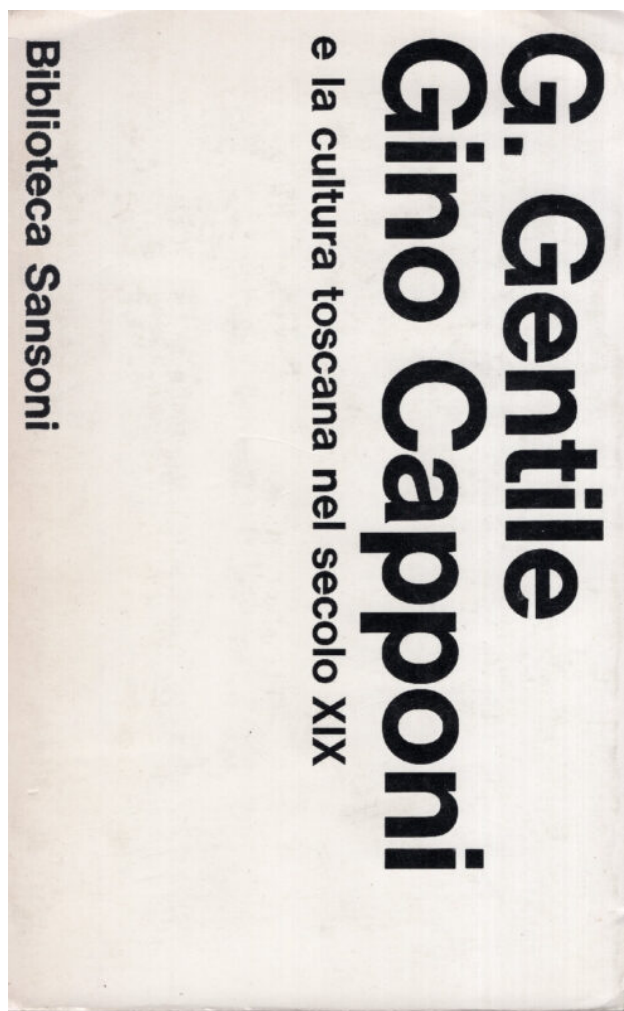 G. Gentile
Gino Capponi
e la cultura toscana nel secolo XIX
Biblioteca Sansoni